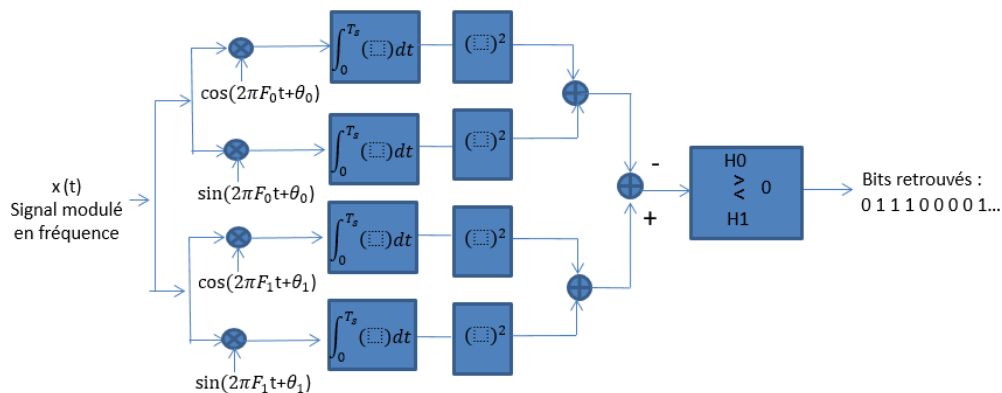 cos(2πF₀t+θ₀)
∫₀^Tₛ (⬚)dt
(⬚)²
sin(2πF₀t+θ₀)
∫₀^Tₛ (⬚)dt
(⬚)²
x (t)
Signal modulé
en fréquence
-
+
H0
>
<
0
H1
Bits retrouvés :
0 1 1 1 0 0 0 0 1...
cos(2πF₁t+θ₁)
∫₀^Tₛ (⬚)dt
(⬚)²
sin(2πF₁t+θ₁)
∫₀^Tₛ (⬚)dt
(⬚)²